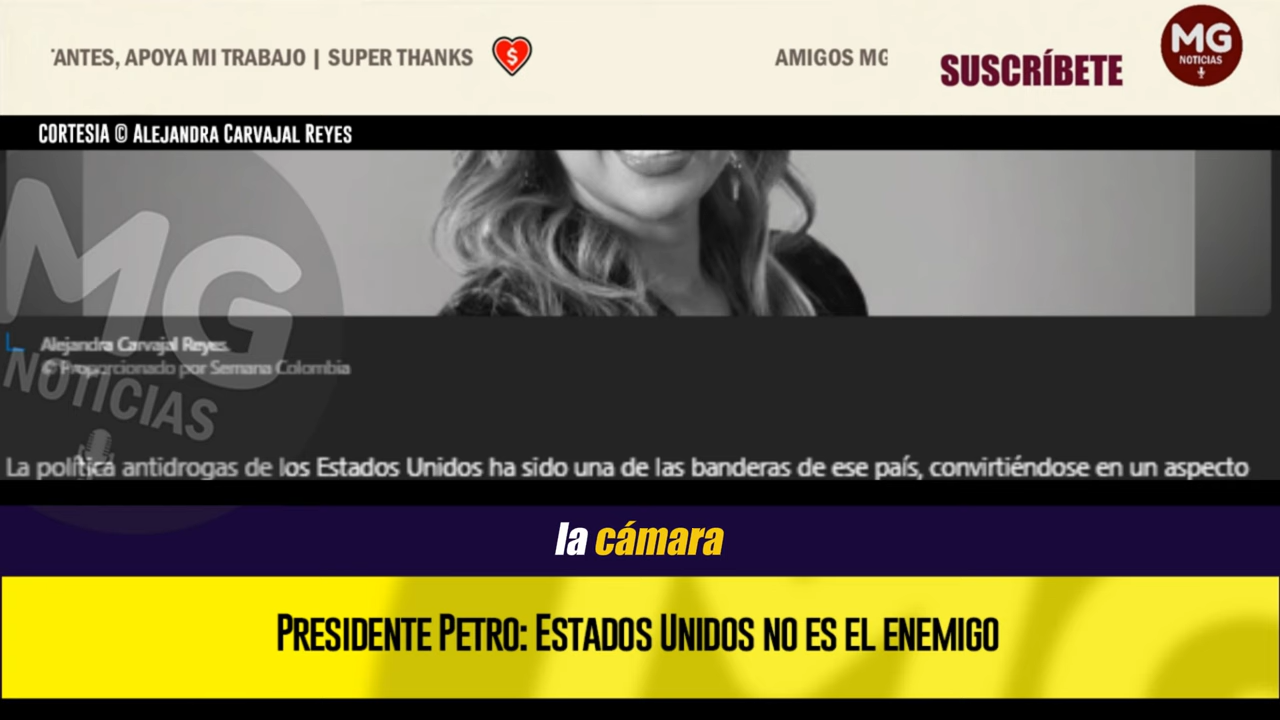 'ANTES, APOYA MI TRABAJO | SUPER THANKS
$
AMIGOS MG
SUSCRÍBETE
MG
NOTICIAS
CORTESIA © ALEJANDRA CARVAJAL REYES
MG
NOTICIAS
Alejandra Carvajal Reyes
© Proporcionado por Semana Colombia
La política antidrogas de los Estados Unidos ha sido una de las banderas de ese país, convirtiéndose en un aspecto
la cámara
PRESIDENTE PETRO: ESTADOS UNIDOS NO ES EL ENEMIGO